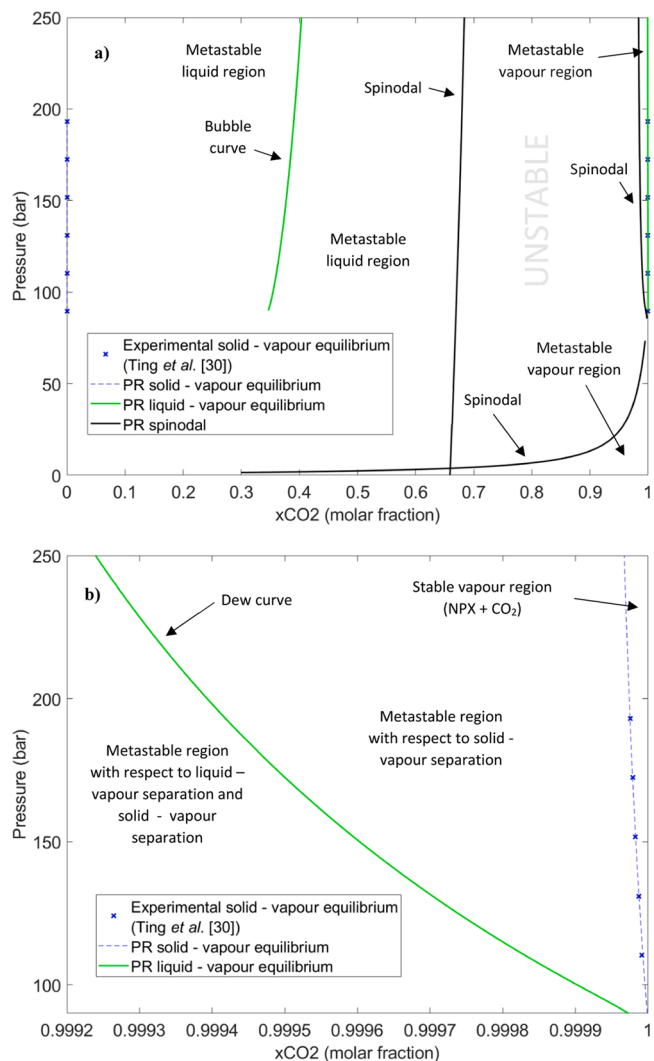 250
200
150
100
50
0
Pressure (bar)
a)
Metastable
liquid region
Bubble
curve
Spinodal
Metastable
vapour region
Spinodal
UNSTABLE
Metastable
liquid region
Metastable
vapour region
Spinodal
Experimental solid - vapour equilibrium
(Ting et al. [30])
PR solid - vapour equilibrium
PR liquid - vapour equilibrium
PR spinodal
0 0.1 0.2 0.3 0.4 0.5 0.6 0.7 0.8 0.9 1
xCO2 (molar fraction)
250
200
150
100
Pressure (bar)
b)
Dew curve
Stable vapour region
(NPX + CO₂)
Metastable region
with respect to solid -
vapour separation
Metastable region
with respect to liquid –
vapour separation and
solid - vapour
separation
Experimental solid - vapour equilibrium
(Ting et al. [30])
PR solid - vapour equilibrium
PR liquid - vapour equilibrium
0.9992 0.9993 0.9994 0.9995 0.9996 0.9997 0.9998 0.9999 1
xCO2 (molar fraction)